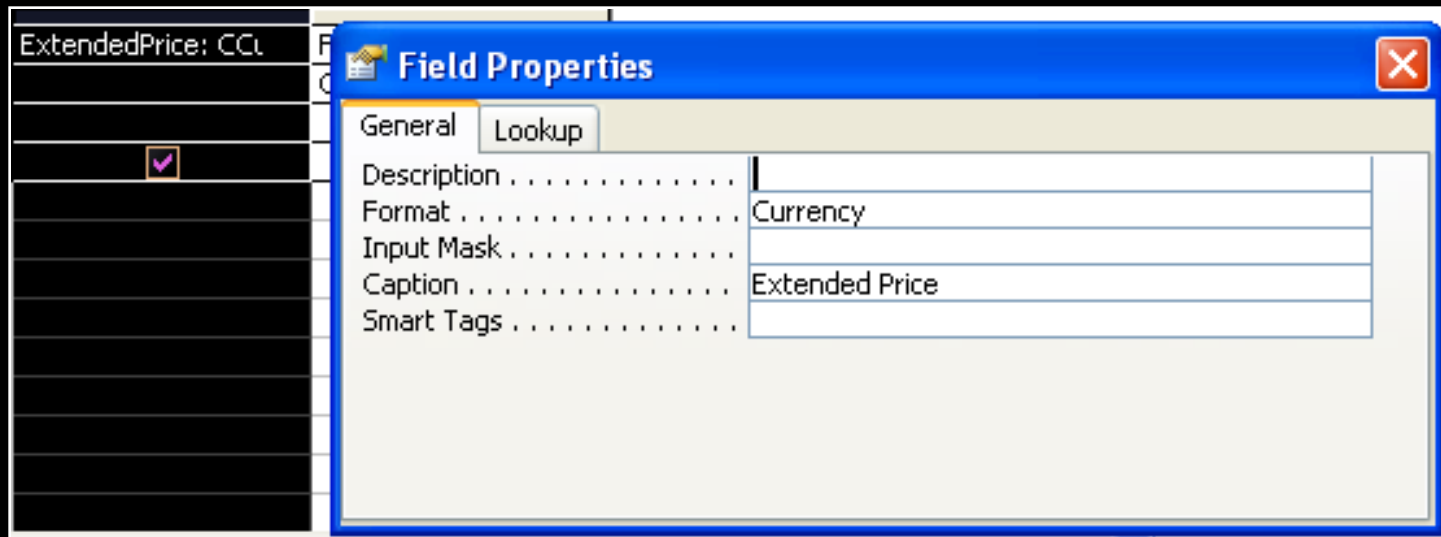 ExtendedPrice: CCu
Field Properties
General Lookup
Description . . . . . . . . . . . . .
Format . . . . . . . . . . . . . . . . Currency
Input Mask . . . . . . . . . . . . .
Caption . . . . . . . . . . . . . . . Extended Price
Smart Tags . . . . . . . . . . . . .